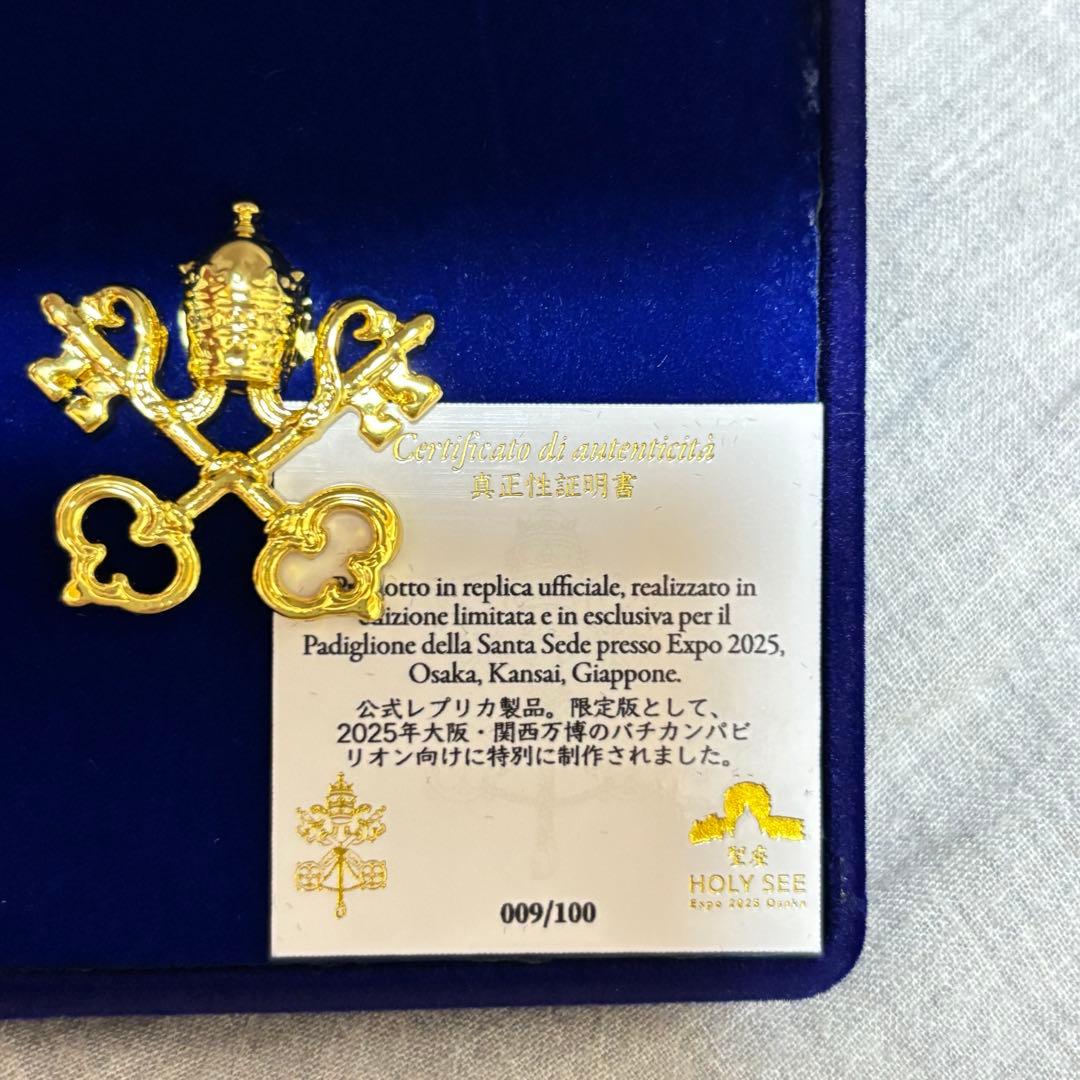 Certificato di autenticità
真正性証明書
otto in replica ufficiale, realizzato in
edizione limitata e in esclusiva per il
Padiglione della Santa Sede presso Expo 2025,
Osaka, Kansai, Giappone.
公式レプリカ製品。限定版として、
2025年大阪・関西万博のバチカンパビ
リオン向けに特別に制作されました。
聖座
HOLY SEE
Expo 2025 Osaka
009/100